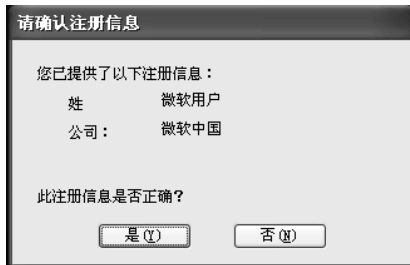 请确认注册信息
您已提供了以下注册信息：
姓 微软用户
公司： 微软中国
此注册信息是否正确？
是(Y) 否(N)